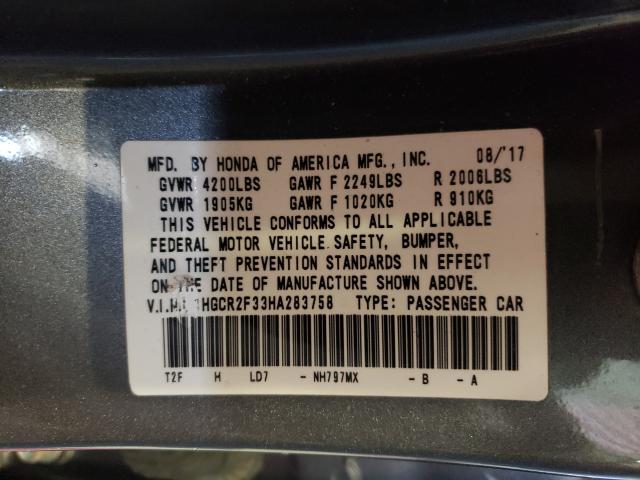 MFD. BY HONDA OF AMERICA MFG., INC. 08/'17
GVWR 4200LBS GAWR F 2249LBS R 2006LBS
GVWR 1905KG GAWR F 1020KG R 910KG
THIS VEHICLE CONFORMS TO ALL APPLICABLE
FEDERAL MOTOR VEHICLE SAFETY, BUMPER,
AND THEFT PREVENTION STANDARDS IN EFFECT
ON THE DATE OF MANUFACTURE SHOWN ABOVE.
V.I.N. 1HGCR2F33HA283758 TYPE: PASSENGER CAR
T2F H LD7 - NH797MX - B - A